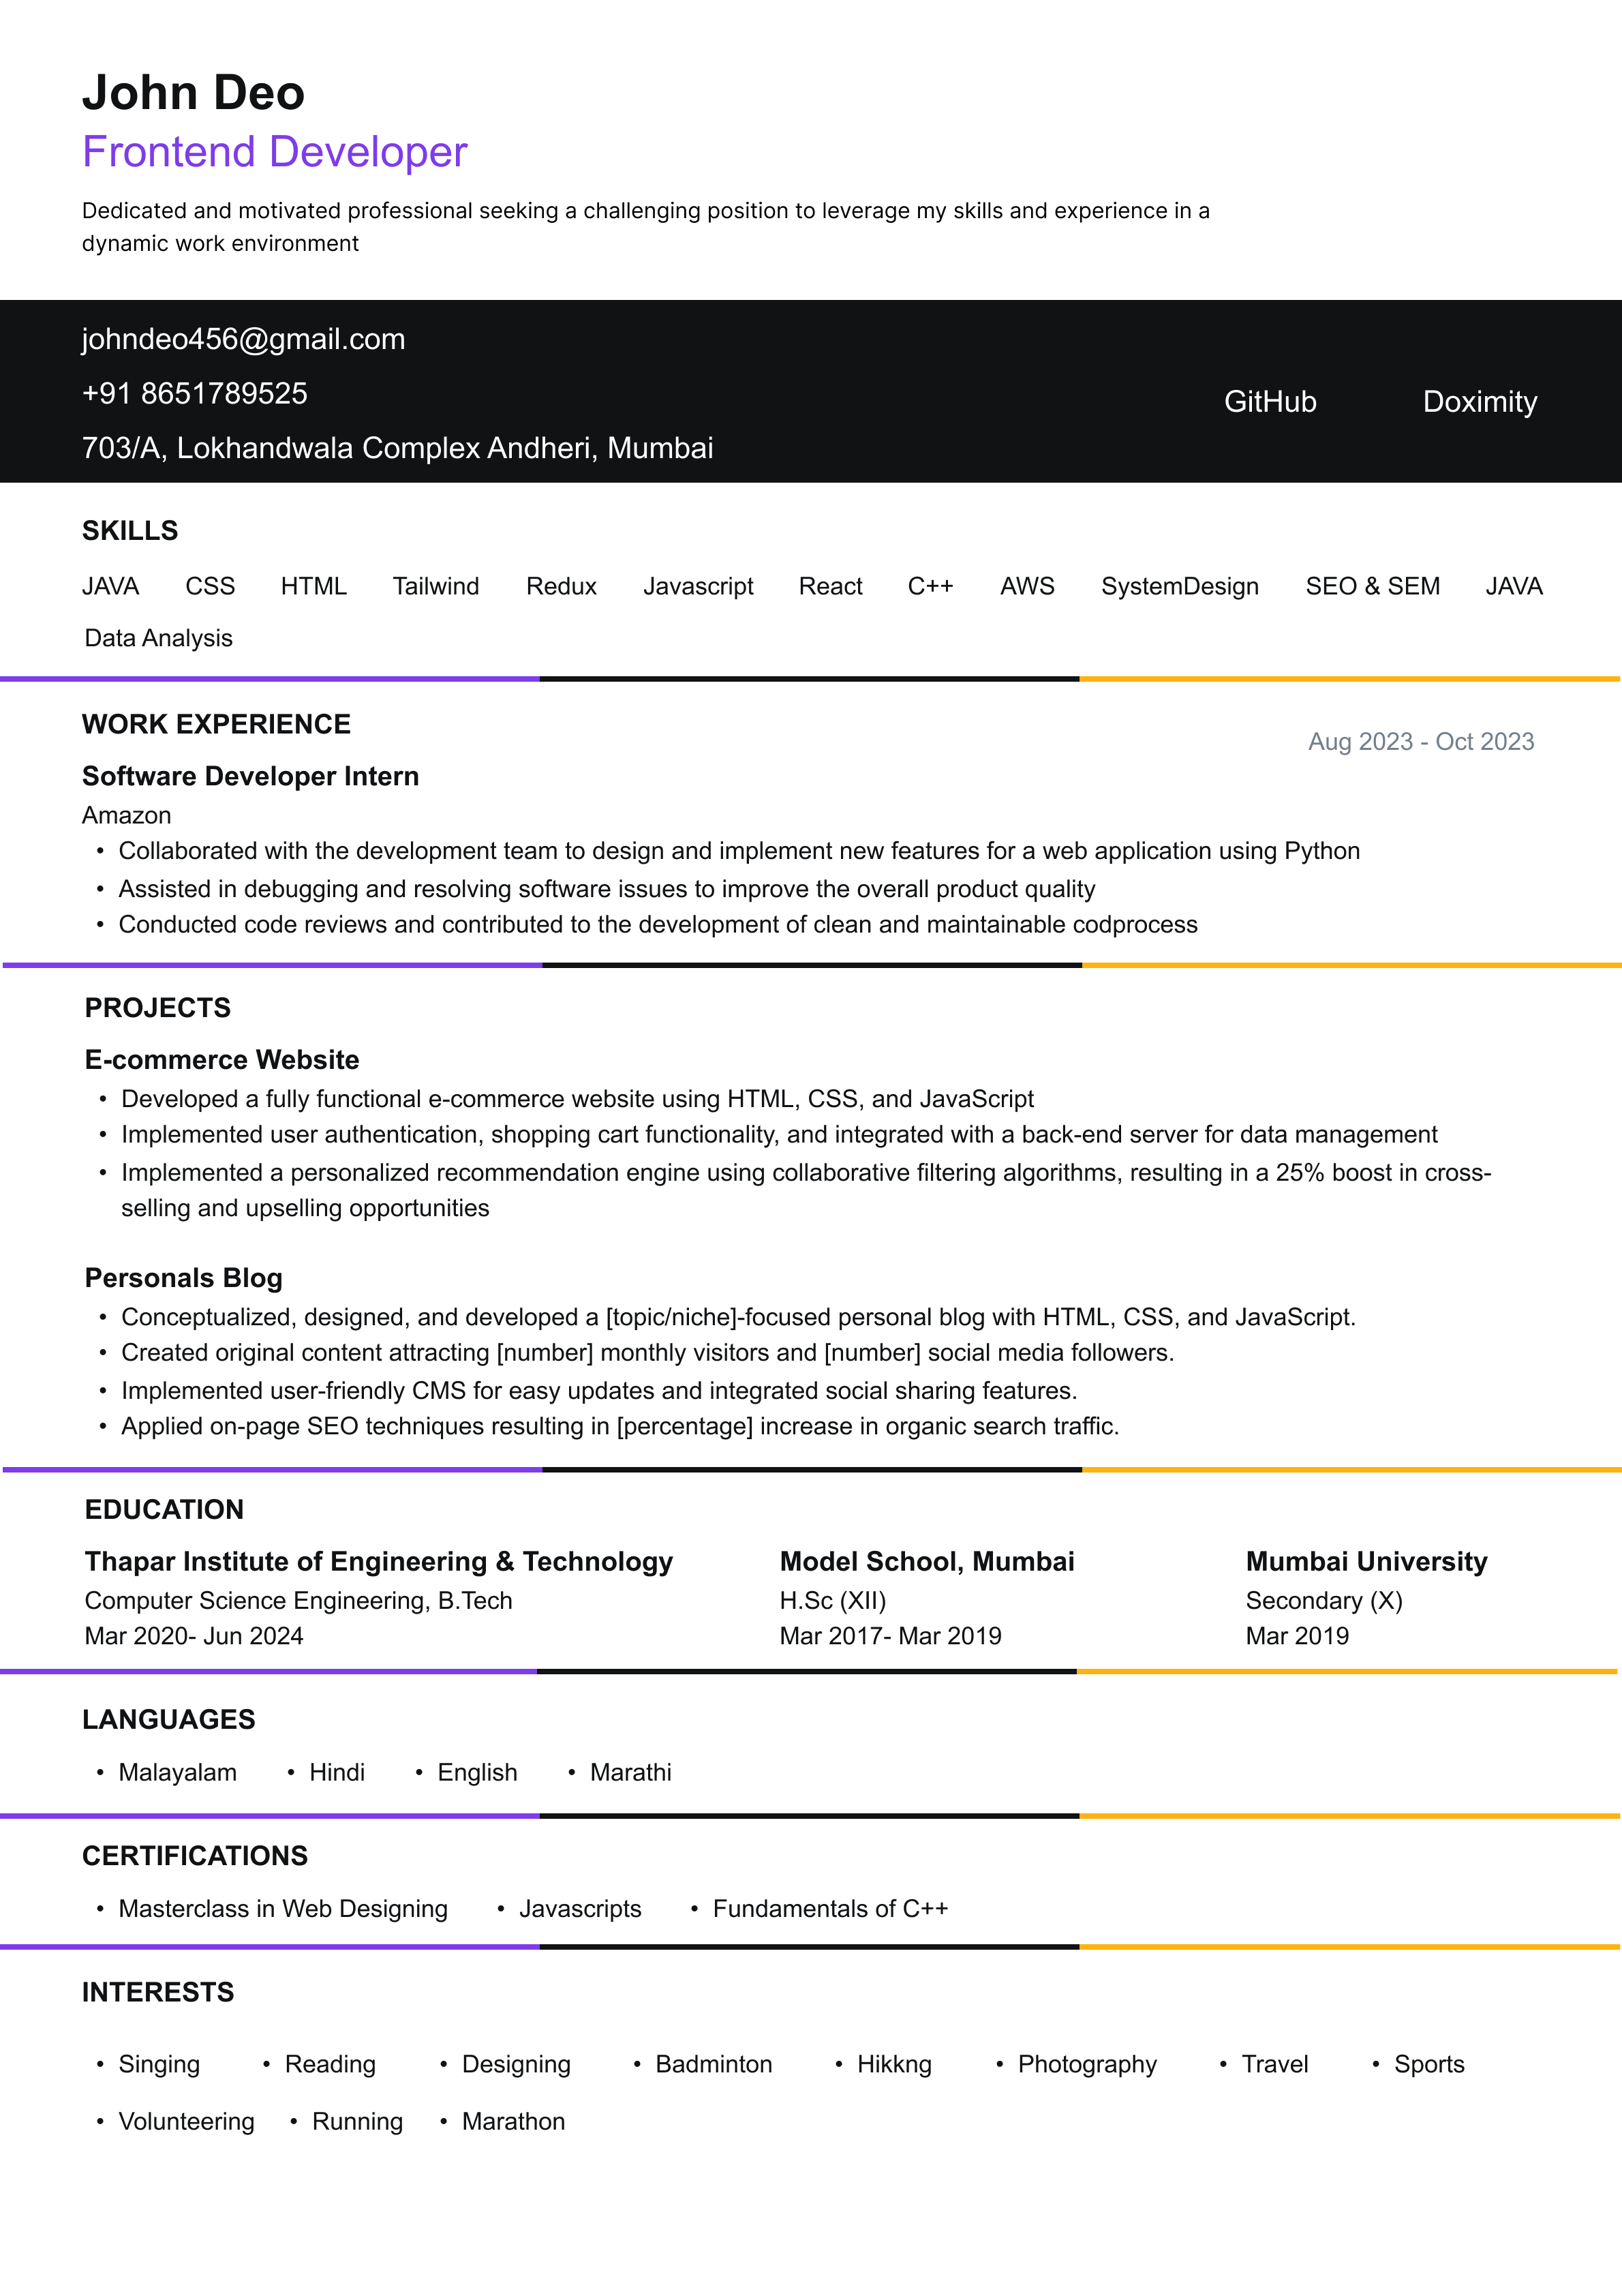 John Deo
Frontend Developer
Dedicated and motivated professional seeking a challenging position to leverage my skills and experience in a
dynamic work environment
johndeo456@gmail.com
+91 8651789525
703/A, Lokhandwala Complex Andheri, Mumbai
GitHub Doximity
SKILLS
JAVA CSS HTML Tailwind Redux Javascript React C++ AWS SystemDesign SEO & SEM JAVA
Data Analysis
WORK EXPERIENCE
Aug 2023 - Oct 2023
Software Developer Intern
Amazon
• Collaborated with the development team to design and implement new features for a web application using Python
• Assisted in debugging and resolving software issues to improve the overall product quality
• Conducted code reviews and contributed to the development of clean and maintainable codprocess
PROJECTS
E-commerce Website
• Developed a fully functional e-commerce website using HTML, CSS, and JavaScript
• Implemented user authentication, shopping cart functionality, and integrated with a back-end server for data management
• Implemented a personalized recommendation engine using collaborative filtering algorithms, resulting in a 25% boost in cross-
selling and upselling opportunities
Personals Blog
• Conceptualized, designed, and developed a [topic/niche]-focused personal blog with HTML, CSS, and JavaScript.
• Created original content attracting [number] monthly visitors and [number] social media followers.
• Implemented user-friendly CMS for easy updates and integrated social sharing features.
• Applied on-page SEO techniques resulting in [percentage] increase in organic search traffic.
EDUCATION
Thapar Institute of Engineering & Technology
Computer Science Engineering, B.Tech
Mar 2020- Jun 2024
Model School, Mumbai
H.Sc (XII)
Mar 2017- Mar 2019
Mumbai University
Secondary (X)
Mar 2019
LANGUAGES
• Malayalam • Hindi • English • Marathi
CERTIFICATIONS
• Masterclass in Web Designing • Javascripts • Fundamentals of C++
INTERESTS
• Singing • Reading • Designing • Badminton • Hikkng • Photography • Travel • Sports
• Volunteering • Running • Marathon